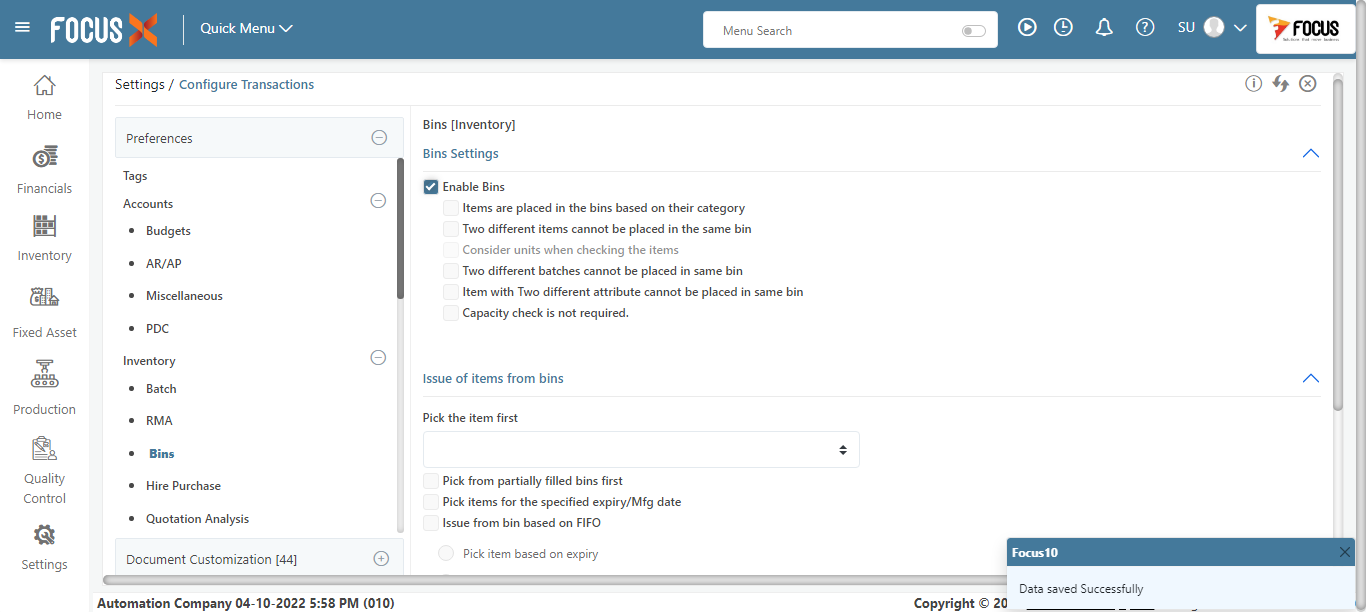 FOCUS X
Quick Menu
Menu Search
SU
FOCUS
Home
Financials
Inventory
Fixed Asset
Production
Quality
Control
Settings
Settings / Configure Transactions
Preferences
Tags
Accounts
Budgets
AR/AP
Miscellaneous
PDC
Inventory
Batch
RMA
Bins
Hire Purchase
Quotation Analysis
Document Customization [44]
Bins [Inventory]
Bins Settings
Enable Bins
Items are placed in the bins based on their category
Two different items cannot be placed in the same bin
Consider units when checking the items
Two different batches cannot be placed in same bin
Item with Two different attribute cannot be placed in same bin
Capacity check is not required.
Issue of items from bins
Pick the item first
Pick from partially filled bins first
Pick items for the specified expiry/Mfg date
Issue from bin based on FIFO
Pick item based on expiry
Focus10
Data saved Successfully
Automation Company 04-10-2022 5:58 PM (010)
Copyright © 20